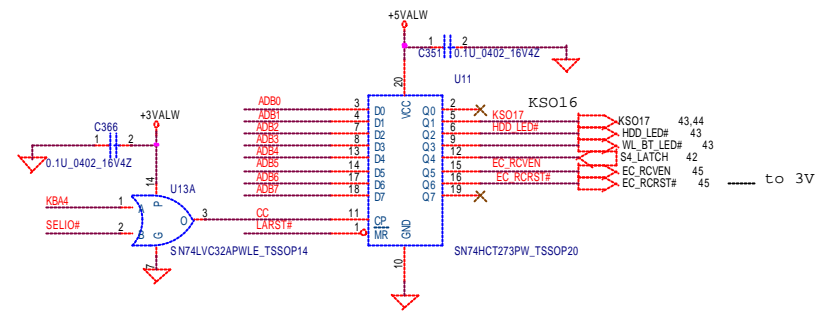 +5VALW
1 2
C351 0.1U_0402_16V4Z
20
U11
KSO16
ADB0 3 D0 VCC Q0 2
ADB1 4 D1 Q1 5 KSO17 KSO17 43,44
ADB2 7 D2 Q2 6 HDD_LED# HDD_LED# 43
ADB3 8 D3 Q3 9 WL_BT_LED# 43
ADB4 13 D4 Q4 12 S4_LATCH 42
ADB5 14 D5 Q5 15 EC_RCVEN EC_RCVEN 45
ADB6 17 D6 Q6 16 EC_RCRST# EC_RCRST# 45 to 3V
ADB7 18 D7 Q7 19
+3VALW
C366
1 2
0.1U_0402_16V4Z
14
U13A
KBA4 1 A P
O 3 CC 11 CP
SELIO# 2 B G
LARST# 1 MR GND
7
SN74LVC32APWLE_TSSOP14
10
SN74HCT273PW_TSSOP20